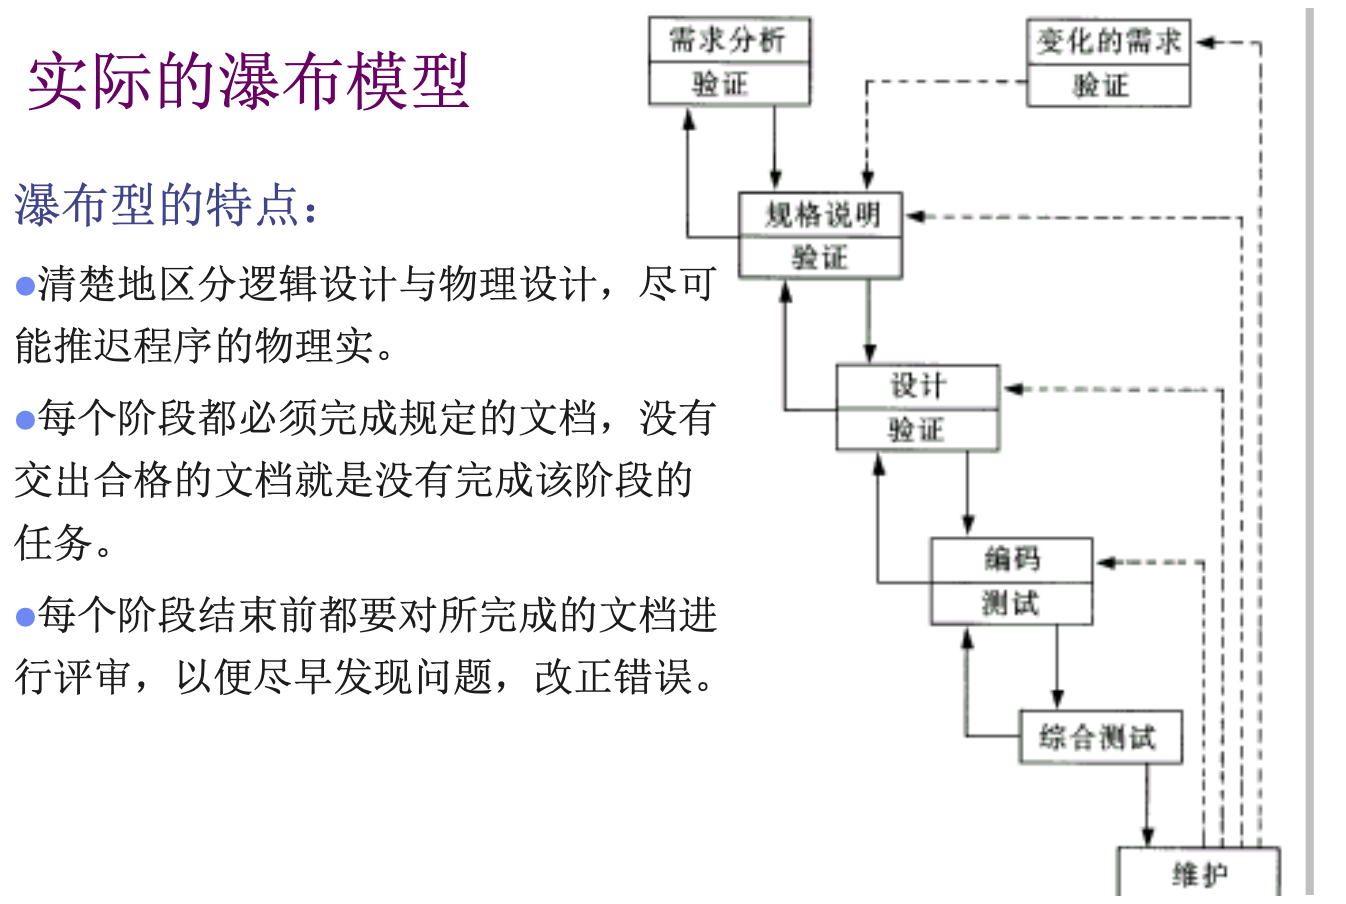 实际的瀑布模型
瀑布型的特点：
●清楚地区分逻辑设计与物理设计，尽可
能推迟程序的物理实。
●每个阶段都必须完成规定的文档，没有
交出合格的文档就是没有完成该阶段的
任务。
●每个阶段结束前都要对所完成的文档进
行评审，以便尽早发现问题，改正错误。
需求分析
验证
变化的需求
验证
规格说明
验证
设计
验证
编码
测试
综合测试
维护